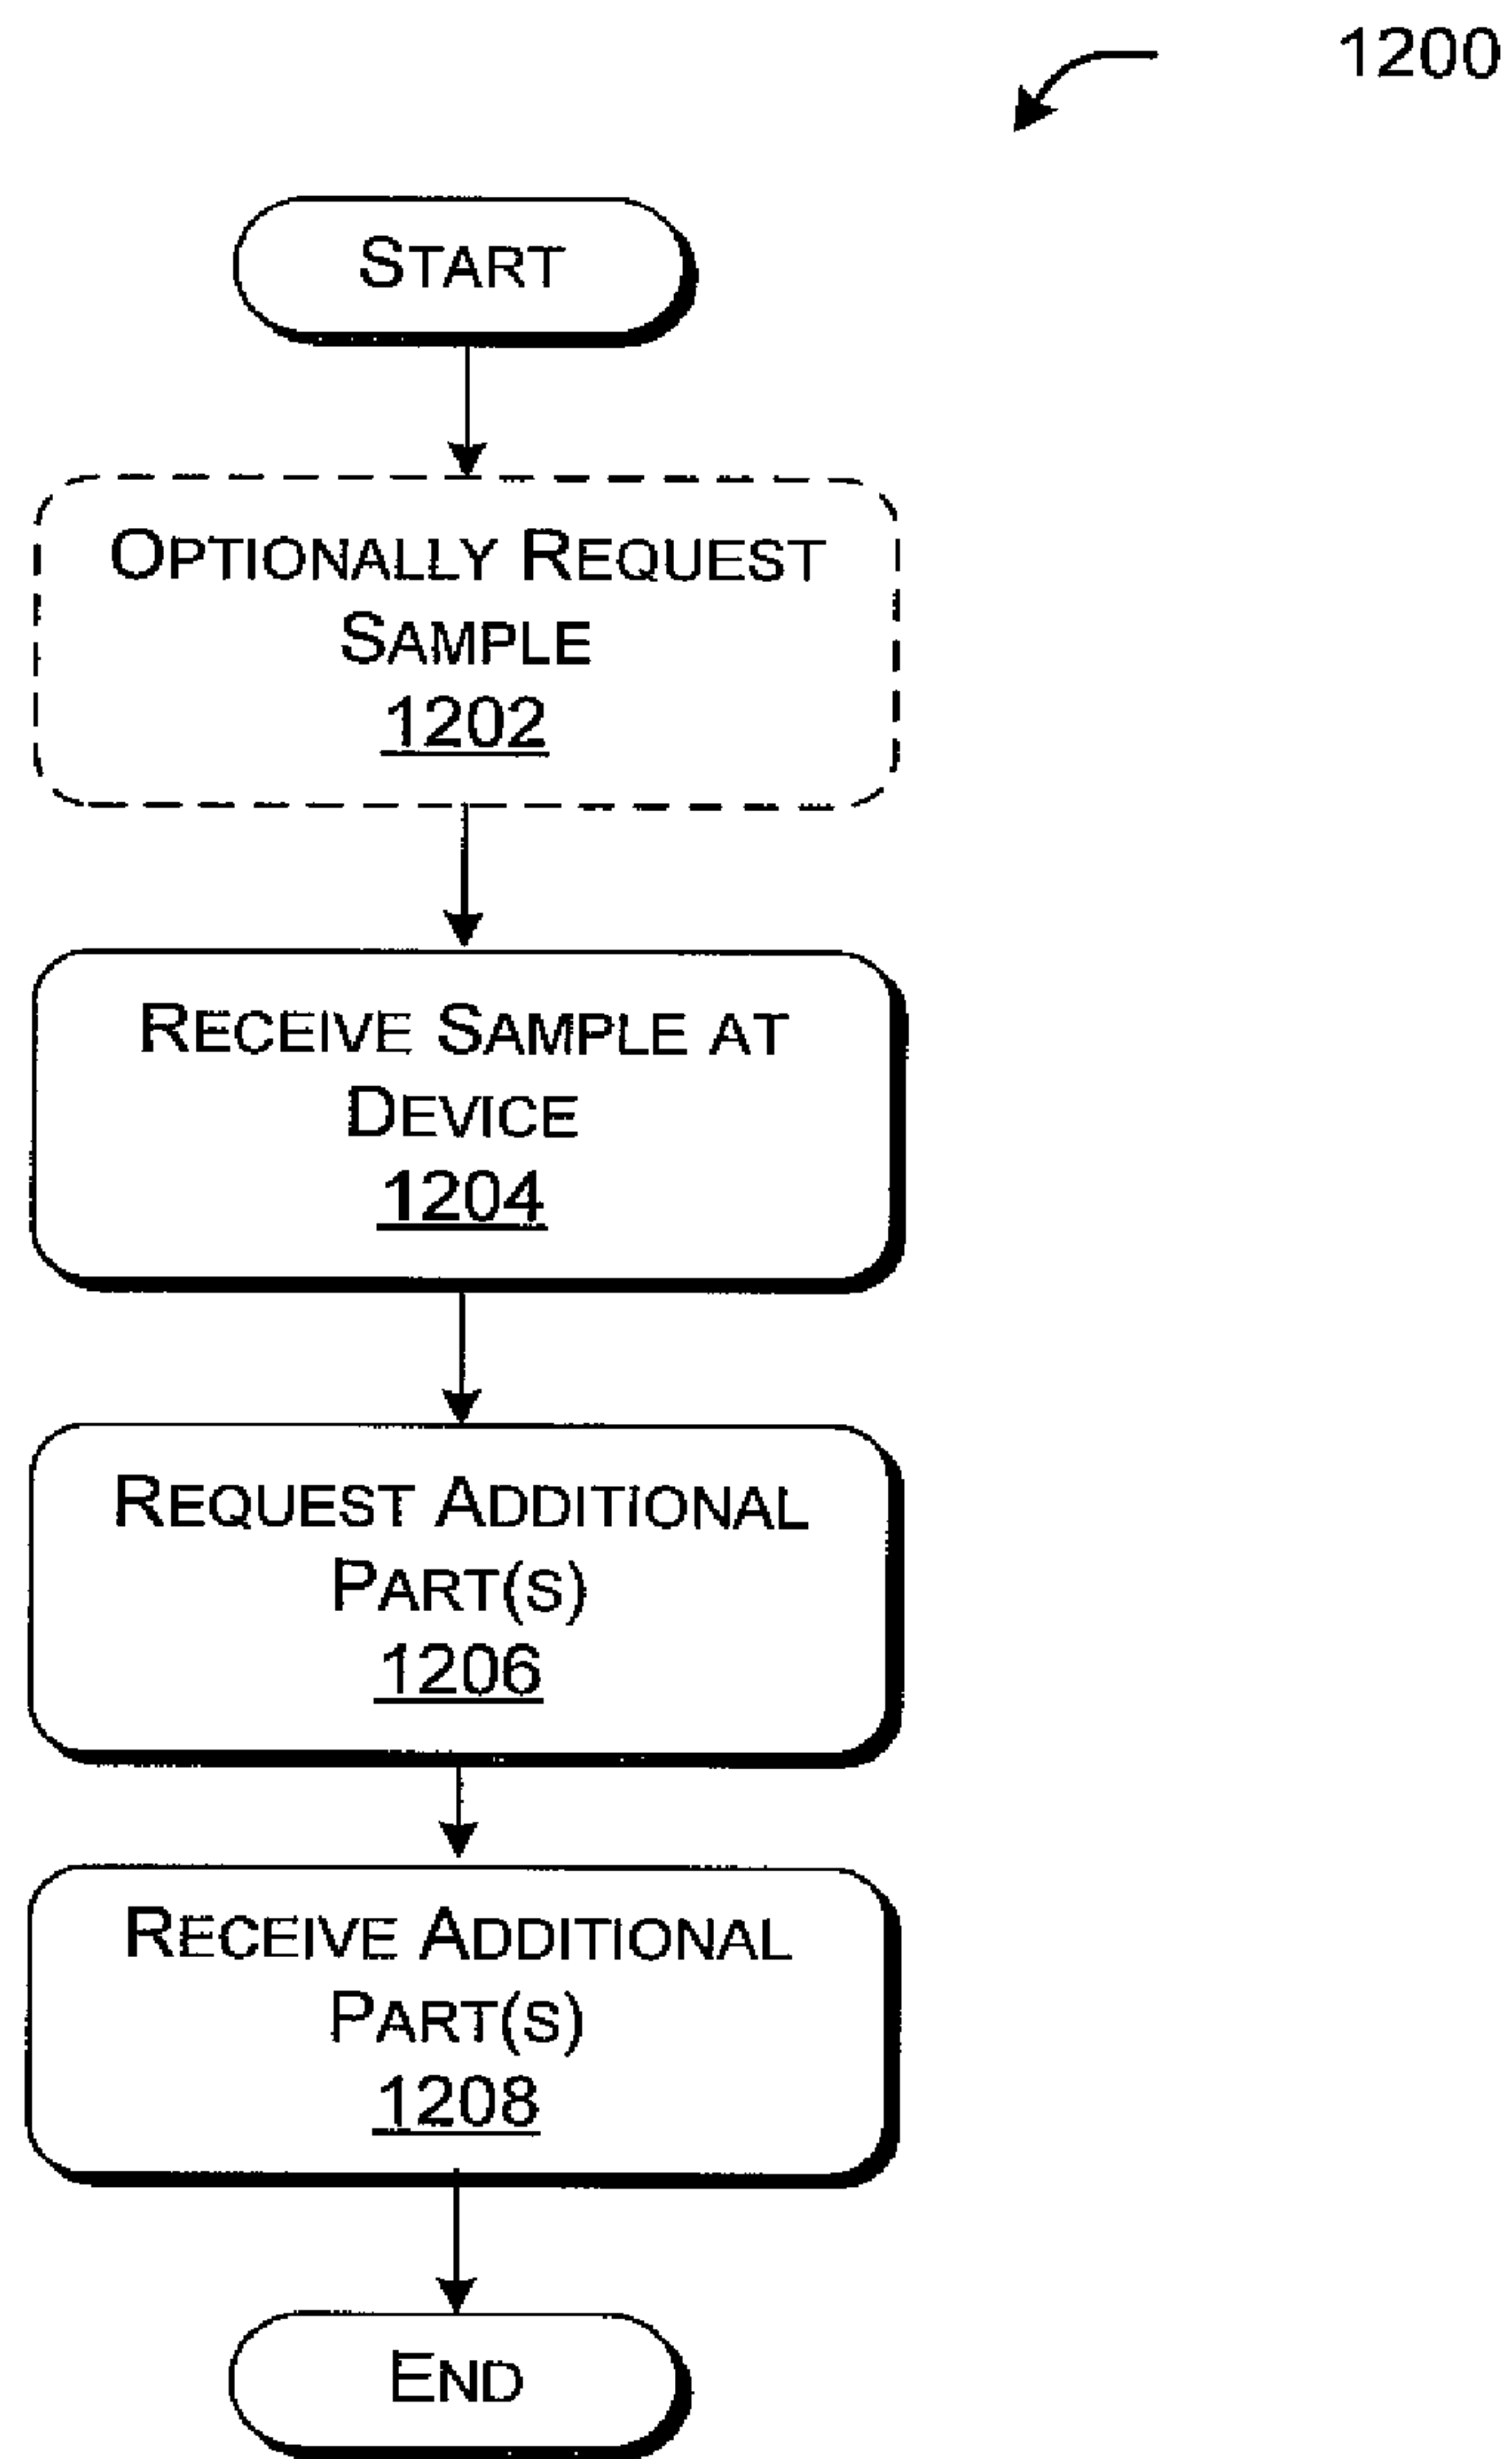 1200
START
OPTIONALLY REQUEST
SAMPLE
1202
RECEIVE SAMPLE AT
DEVICE
1204
REQUEST ADDITIONAL
PART(S)
1206
RECEIVE ADDITIONAL
PART(S)
1208
END